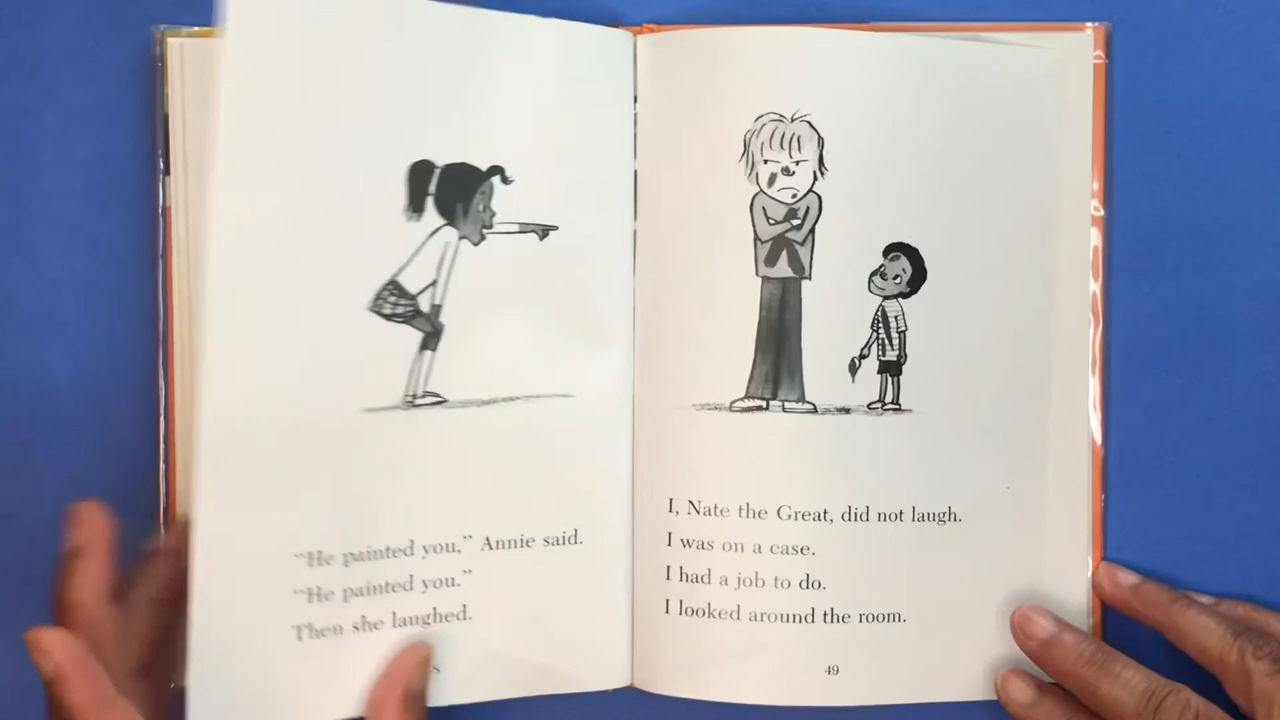 “He painted you,” Annie said.
“He painted you.”
Then she laughed.
I, Nate the Great, did not laugh.
I was on a case.
I had a job to do.
I looked around the room.
49